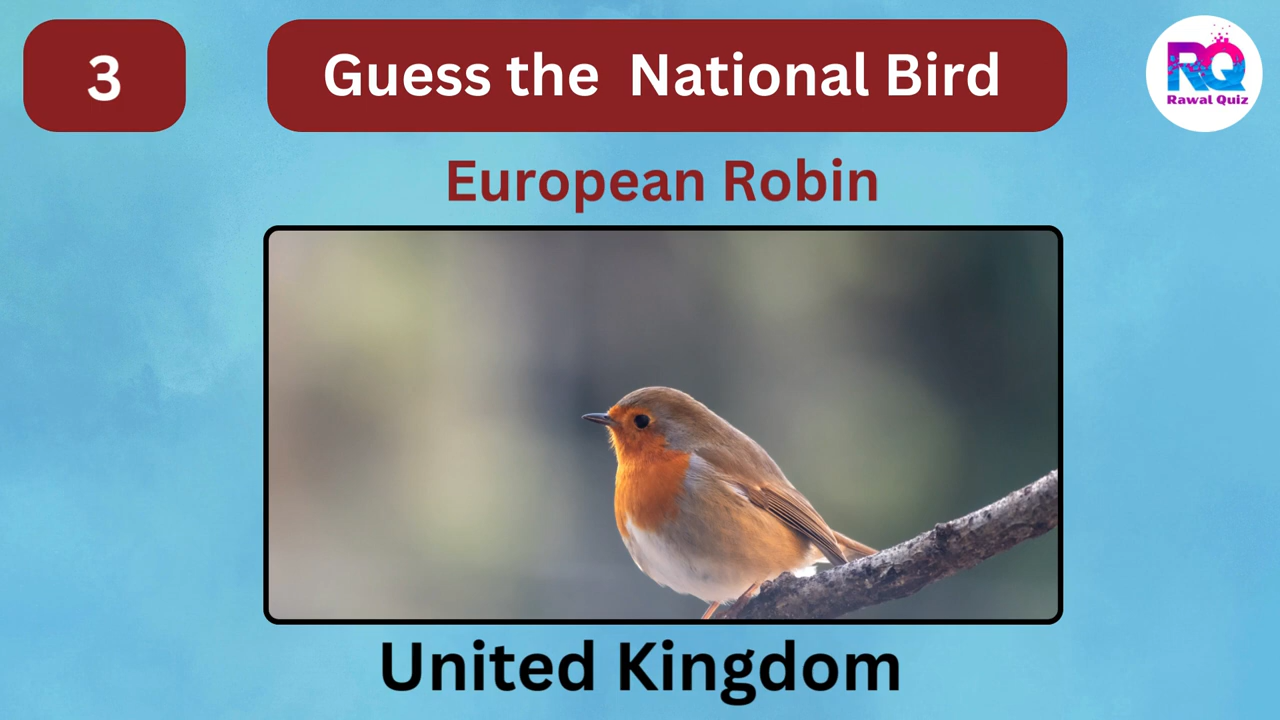 3
Guess the National Bird
RQ
Rawal Quiz
European Robin
United Kingdom